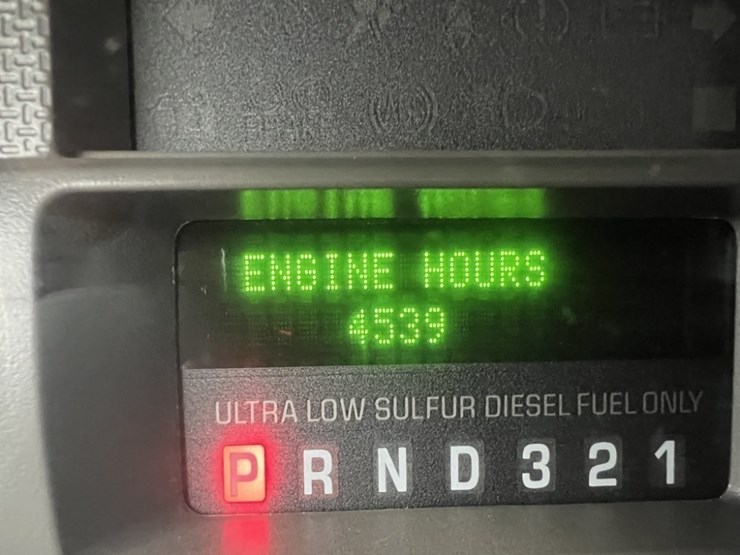 ENGINE HOURS
4539
ULTRA LOW SULFUR DIESEL FUEL ONLY
P R N D 3 2 1